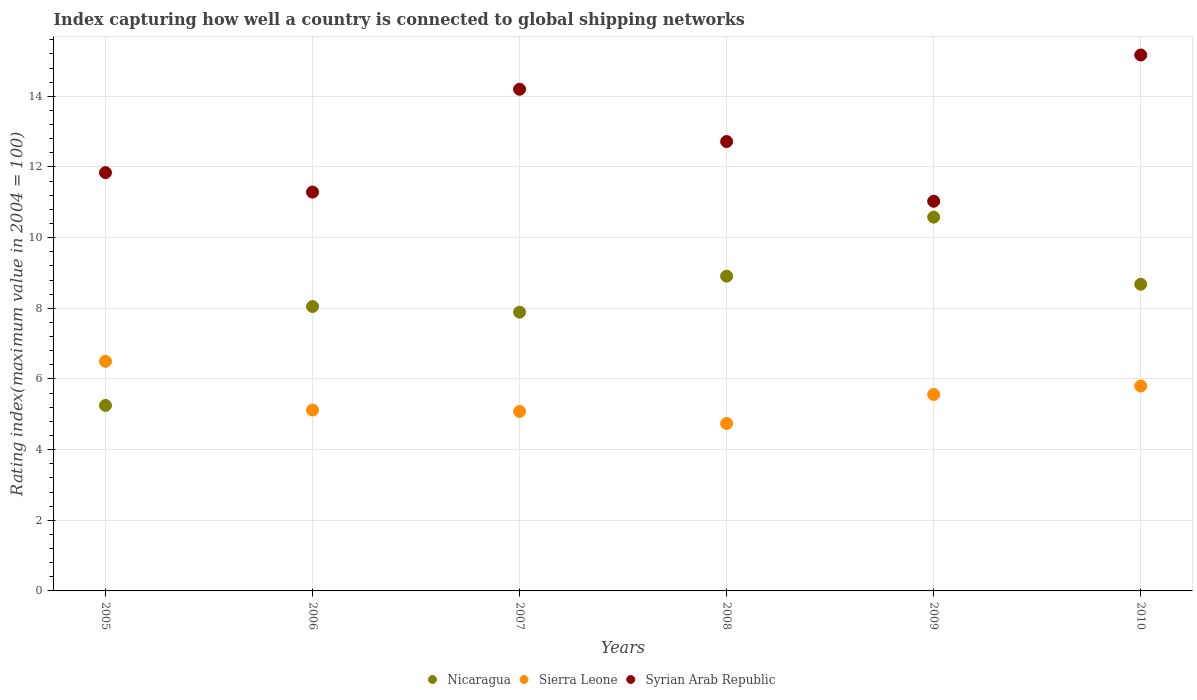 Index capturing how well a country is connected to global shipping networks
Rating index(maximum value in 2004 = 100)
14
12
10
8
6
4
2
0
2005
2006
2007
2008
2009
2010
Years
Nicaragua
Sierra Leone
Syrian Arab Republic